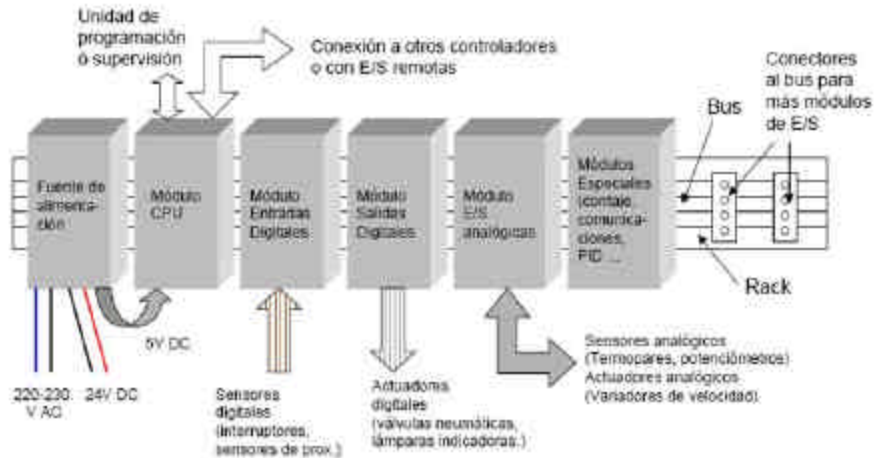 Unidad de
programación
o supervisión
Conexión a otros controladores
o con E/S remotas
Conectores
al bus para
más módulos
de E/S
Bus
Fuente de
alimenta-
ción
Módulo
CPU
Módulo
Entradas
Digitales
Módulo
Salidas
Digitales
Módulo
E/S
analógicas
Módulos
Especiales
(contaje,
comunica-
ciones,
PID ...
Rack
5V DC
220-230
V AC
24V DC
Sensores
digitales
(interruptores,
sensores de prox.)
Actuadores
digitales
(válvulas neumáticas,
lámparas indicadoras.)
Sensores analógicos
(Termopares, potenciómetros)
Actuadores analógicos
(Variadores de velocidad)